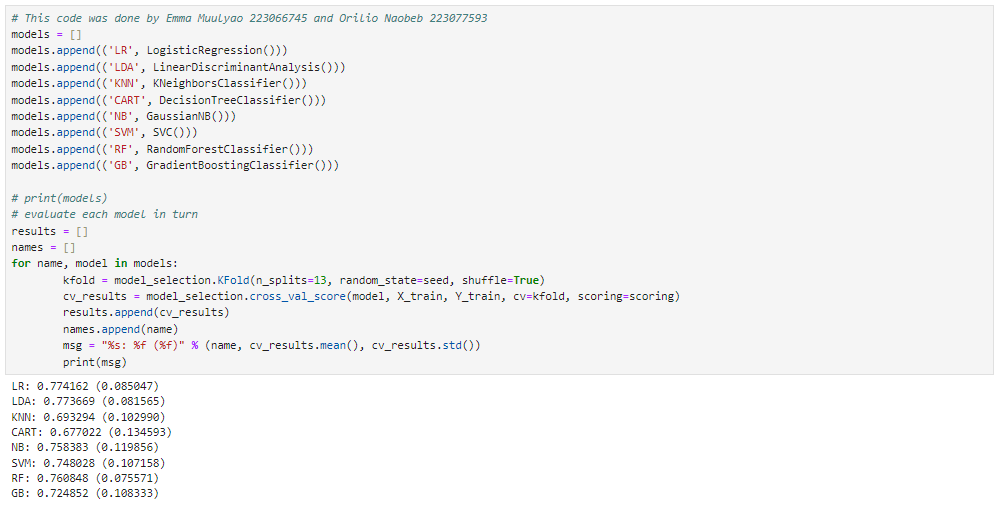 # This code was done by Emma Muulyao 223066745 and Orilio Naobeb 223077593
models = []
models.append(('LR', LogisticRegression()))
models.append(('LDA', LinearDiscriminantAnalysis()))
models.append(('KNN', KNeighborsClassifier()))
models.append(('CART', DecisionTreeClassifier()))
models.append(('NB', GaussianNB()))
models.append(('SVM', SVC()))
models.append(('RF', RandomForestClassifier()))
models.append(('GB', GradientBoostingClassifier()))

# print(models)
# evaluate each model in turn
results = []
names = []
for name, model in models:
        kfold = model_selection.KFold(n_splits=13, random_state=seed, shuffle=True)
        cv_results = model_selection.cross_val_score(model, X_train, Y_train, cv=kfold, scoring=scoring)
        results.append(cv_results)
        names.append(name)
        msg = "%s: %f (%f)" % (name, cv_results.mean(), cv_results.std())
        print(msg)
LR: 0.774162 (0.085047)
LDA: 0.773669 (0.081565)
KNN: 0.693294 (0.102990)
CART: 0.677022 (0.134593)
NB: 0.758383 (0.119856)
SVM: 0.748028 (0.107158)
RF: 0.760848 (0.075571)
GB: 0.724852 (0.108333)